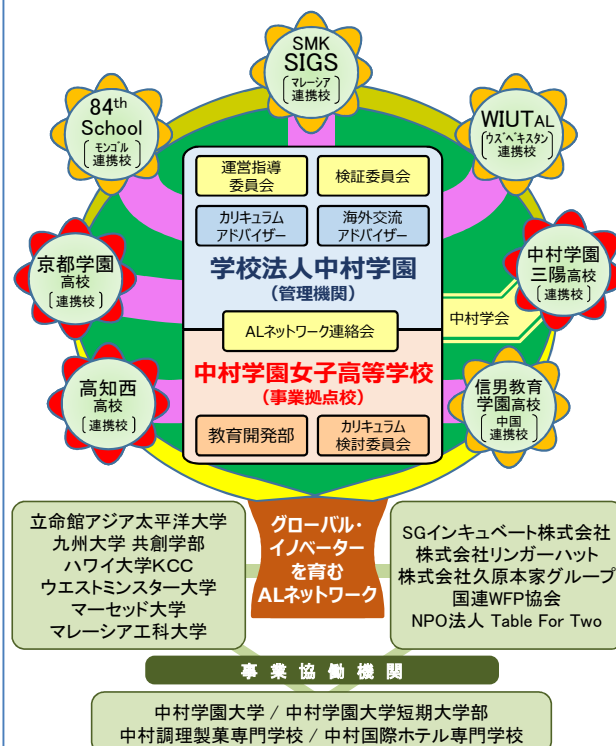 SMK
SIGS
〔マレーシア
連携校〕
84th
School
〔モンゴル
連携校〕
WIUTAL
〔ウズベキスタン
連携校〕
運営指導
委員会
検証委員会
カリキュラム
アドバイザー
海外交流
アドバイザー
学校法人中村学園
(管理機関)
京都学園
高校
〔連携校〕
中村学園
三陽高校
〔連携校〕
ALネットワーク連絡会
中村学会
中村学園女子高等学校
(事業拠点校)
高知西
高校
〔連携校〕
信男教育
学園高校
〔中国
連携校〕
教育開発部
カリキュラム
検討委員会
グローバル・
イノベーター
を育む
ALネットワーク
立命館アジア太平洋大学
九州大学 共創学部
ハワイ大学KCC
ウエストミンスター大学
マーセッド大学
マレーシア工科大学
SGインキュベート株式会社
株式会社リンガーハット
株式会社久原本家グループ
国連WFP協会
NPO法人 Table For Two
事業協働機関
中村学園大学 / 中村学園大学短期大学部
中村調理製菓専門学校 / 中村国際ホテル専門学校